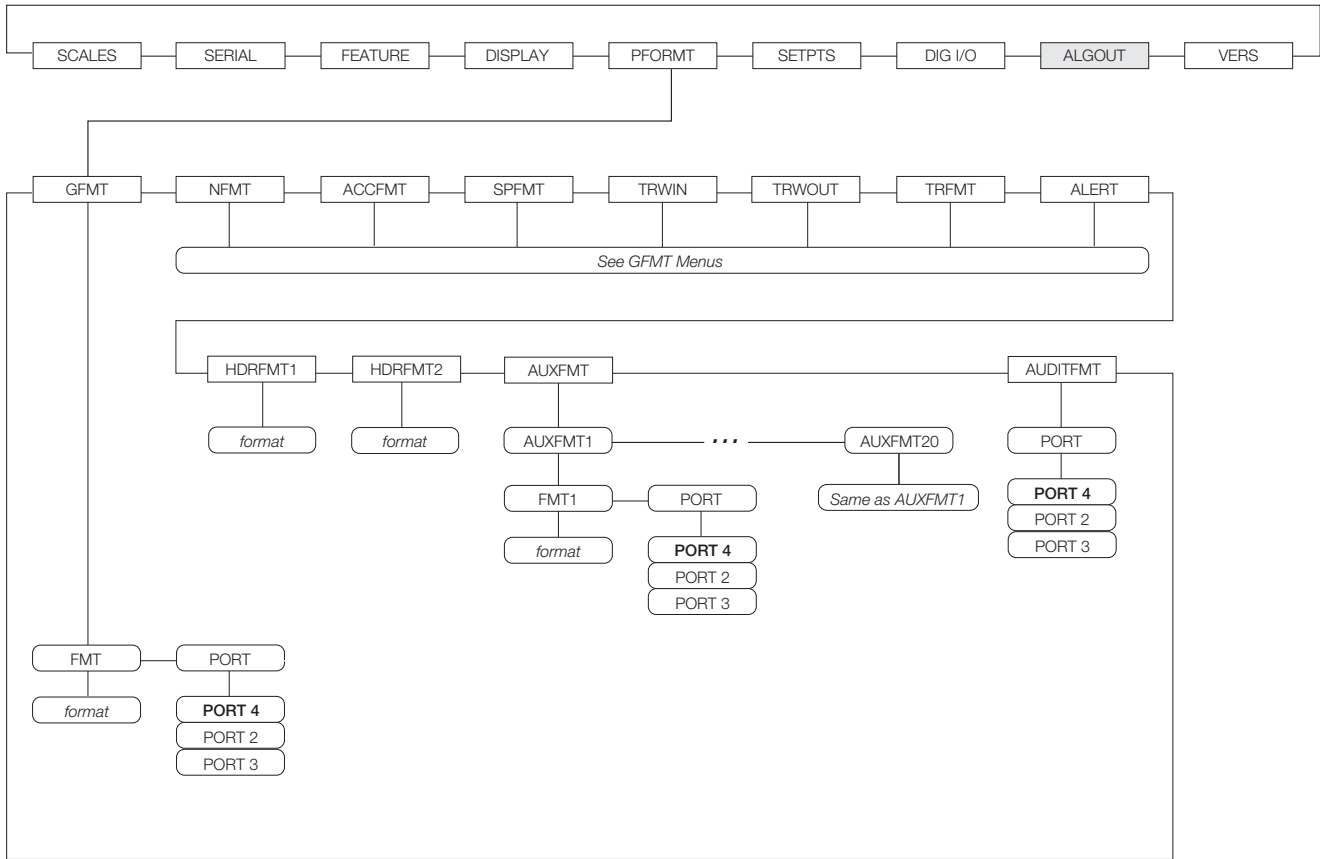 SCALES SERIAL FEATURE DISPLAY PFORMT SETPTS DIG I/O ALGOUT VERS
GFMT NFMT ACCFMT SPFMT TRWIN TRWOUT TRFMT ALERT
See GFMT Menus
HDRFMT1 HDRFMT2 AUXFMT AUDITFMT
format format AUXFMT1 ... AUXFMT20 PORT
FMT1 PORT Same as AUXFMT1 PORT 4
PORT 2
format PORT 4 PORT 3
PORT 2
PORT 3
FMT PORT
format PORT 4
PORT 2
PORT 3